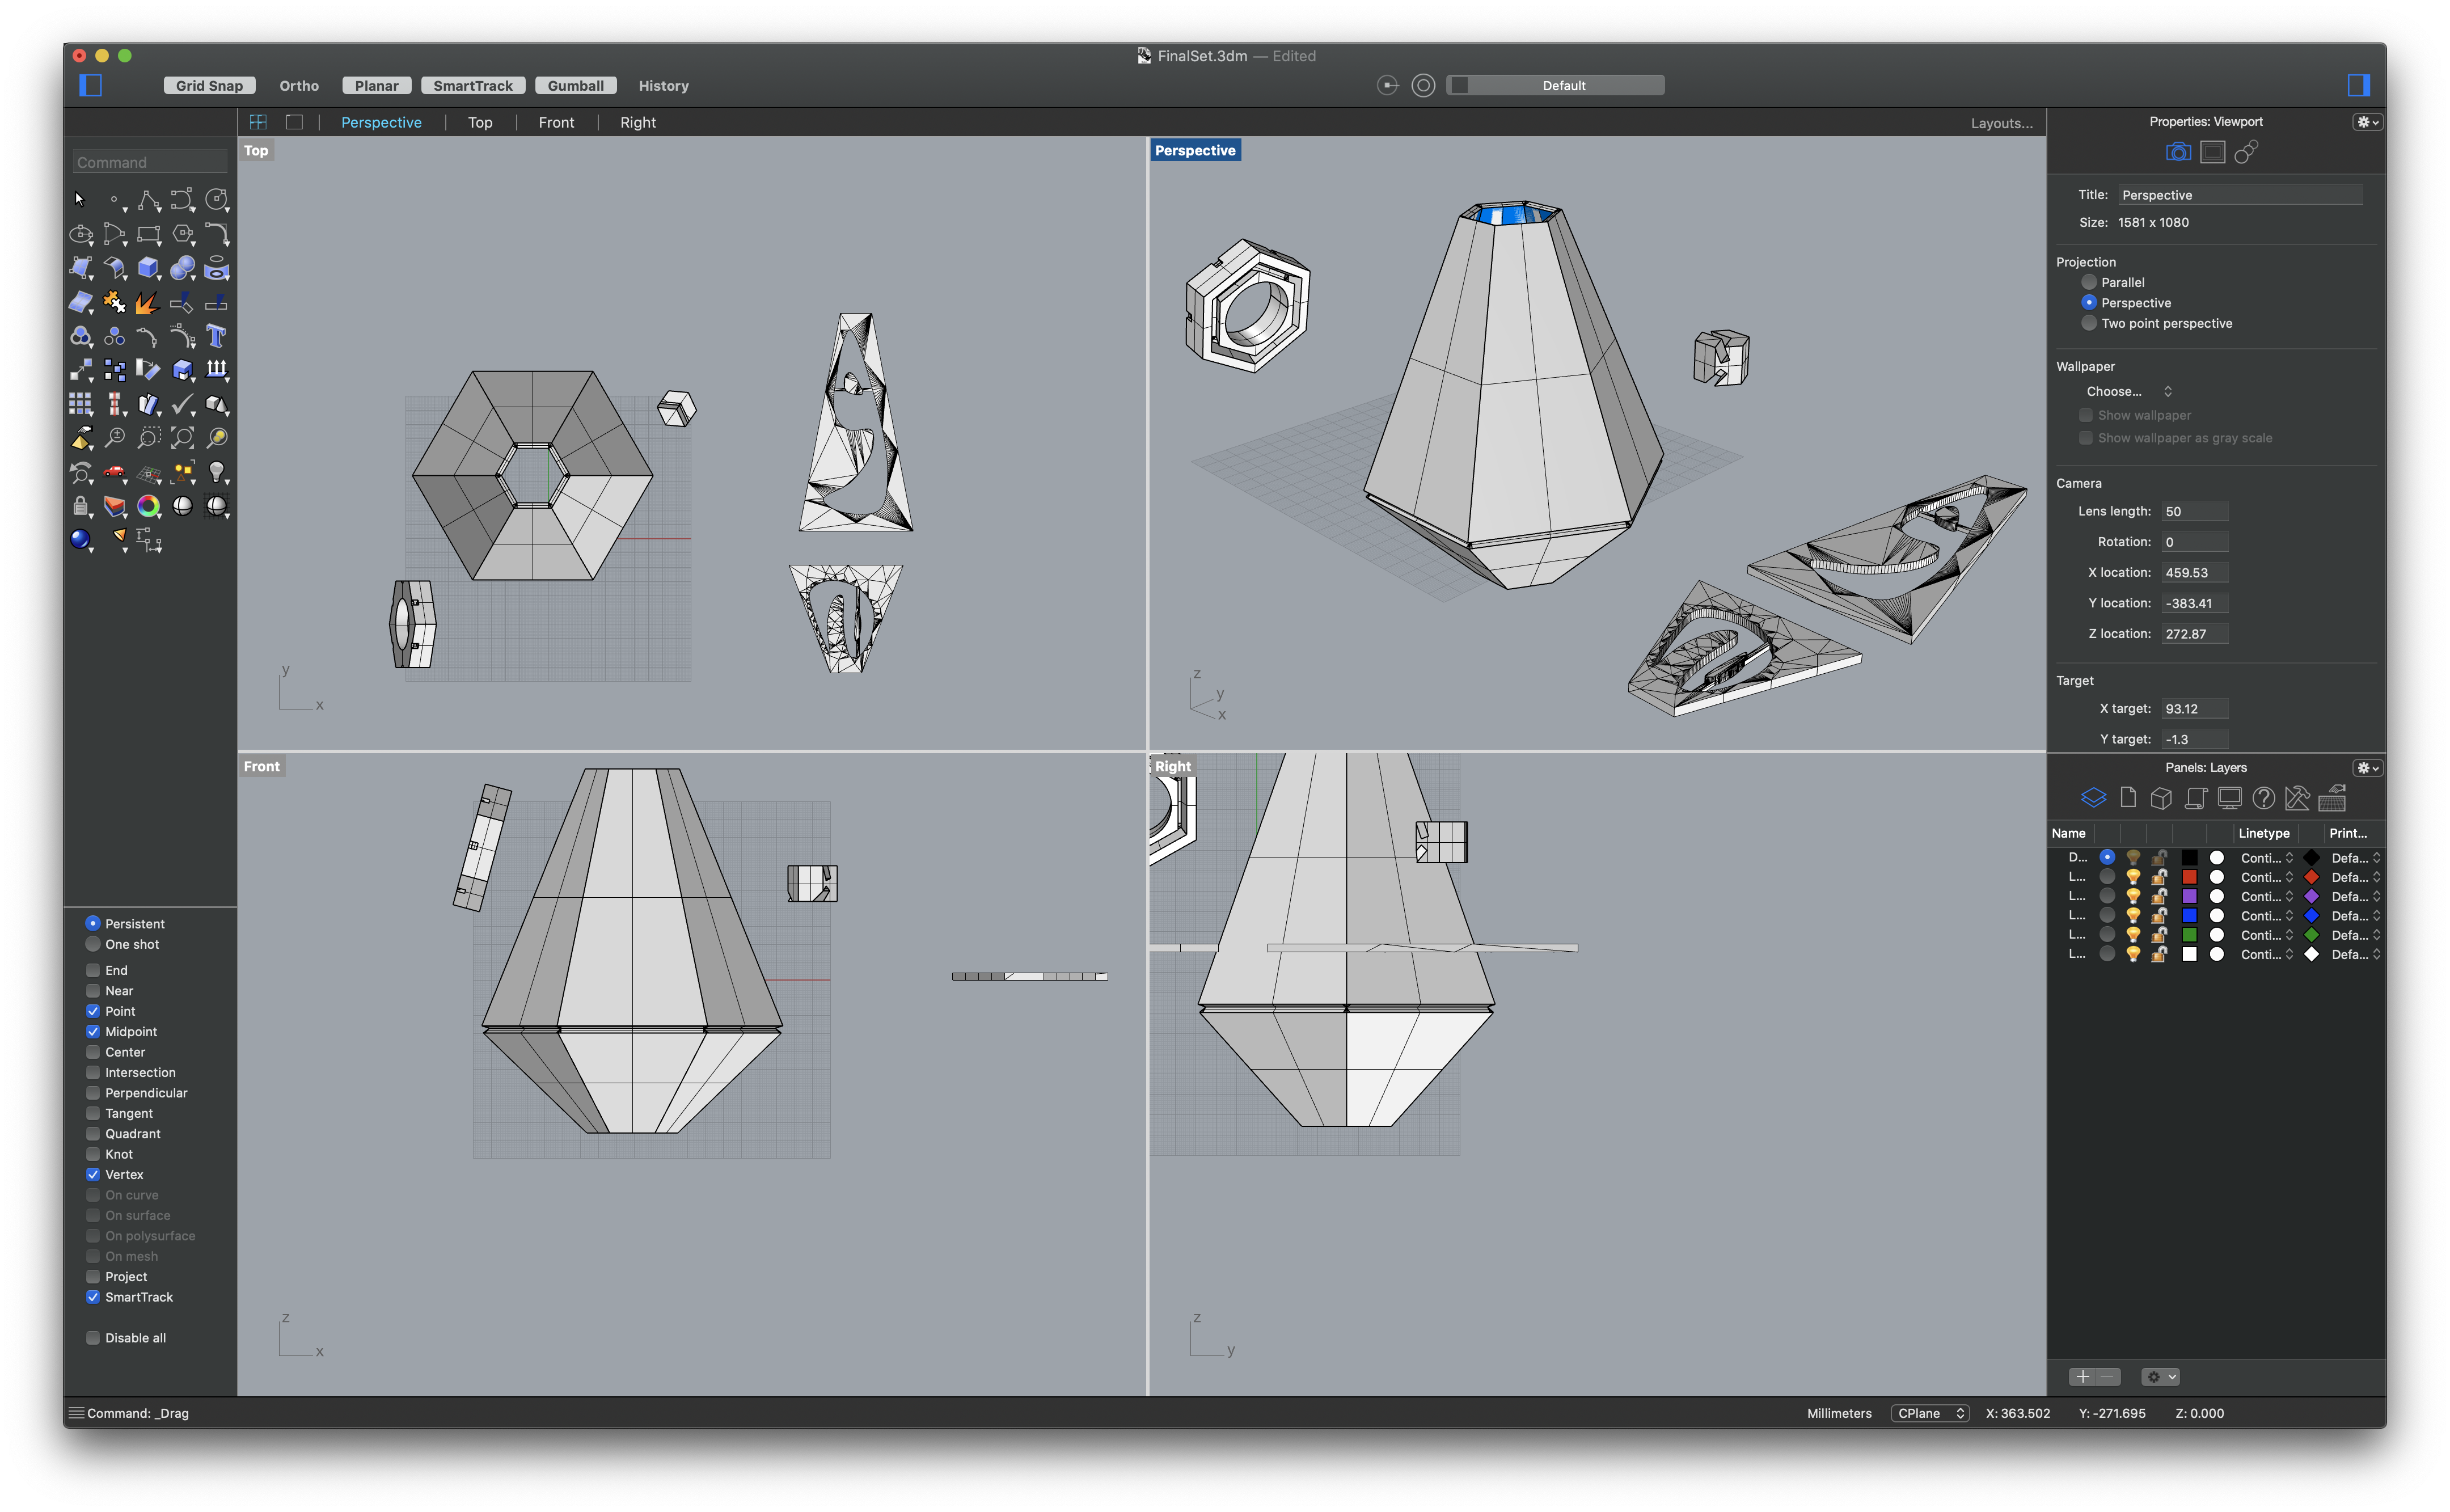 FinalSet.3dm — Edited
Grid Snap Ortho Planar SmartTrack Gumball History Default
Perspective Top Front Right Layouts...
Command
Top
y
x
Perspective
z
y
x
Front
z
x
Right
z
y
Properties: Viewport
Title: Perspective
Size: 1581 x 1080
Projection
Parallel
Perspective
Two point perspective
Wallpaper
Choose...
Show wallpaper
Show wallpaper as gray scale
Camera
Lens length: 50
Rotation: 0
X location: 459.53
Y location: -383.41
Z location: 272.87
Target
X target: 93.12
Y target: -1.3
Panels: Layers
Name Linetype Print...
D... Conti... Defa...
L... Conti... Defa...
L... Conti... Defa...
L... Conti... Defa...
L... Conti... Defa...
L... Conti... Defa...
Persistent
One shot
End
Near
Point
Midpoint
Center
Intersection
Perpendicular
Tangent
Quadrant
Knot
Vertex
On curve
On surface
On polysurface
On mesh
Project
SmartTrack
Disable all
Command: _Drag
Millimeters CPlane X: 363.502 Y: -271.695 Z: 0.000